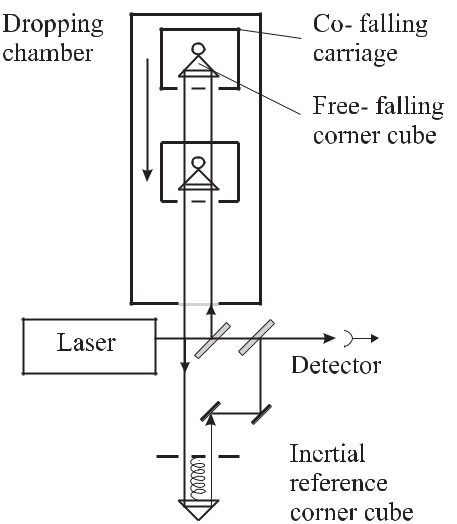 Dropping
chamber
Co- falling
carriage
Free- falling
corner cube
Laser
Detector
Inertial
reference
corner cube